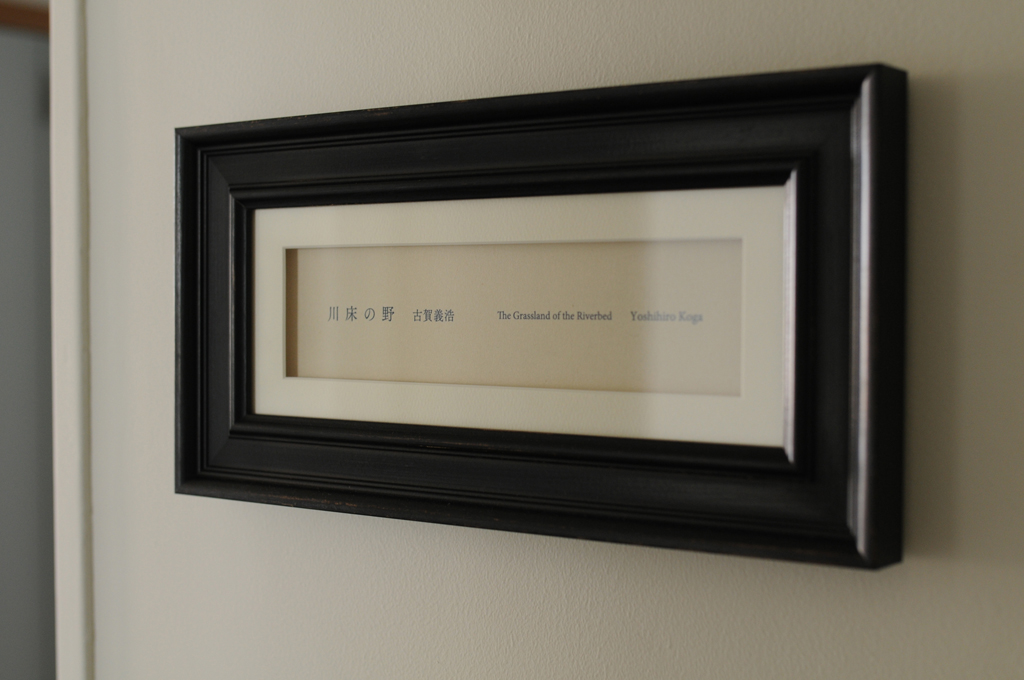 川床の野 古賀義浩 The Grassland of the Riverbed Yoshihiro Koga